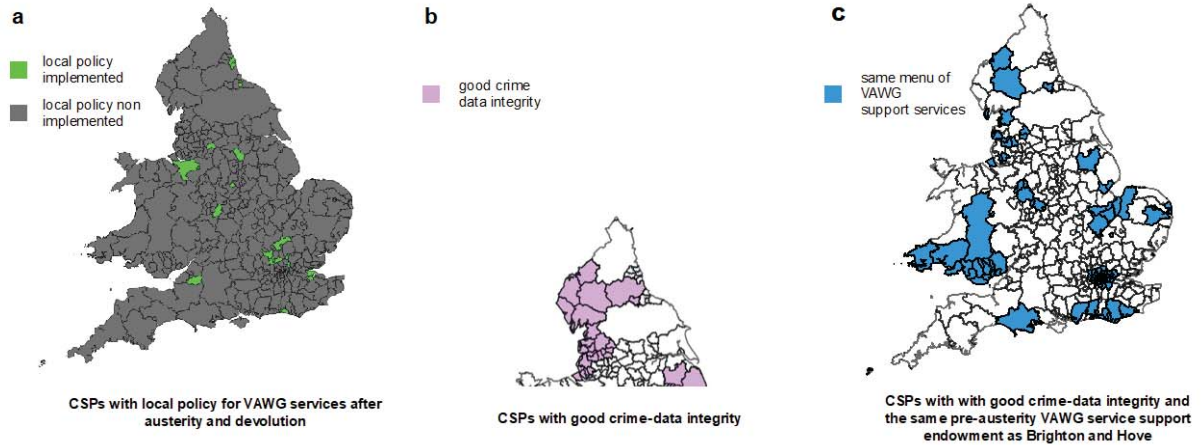 a
local policy
implemented
local policy non
implemented
CSPs with local policy for VAWG services after
austerity and devolution
b
good crime
data integrity
CSPs with with good crime-data integrity
c
same menu of
VAWG
support services
CSPs with with good crime-data integrity and
the same pre-austerity VAWG service support
endowment as Brighton and Hove